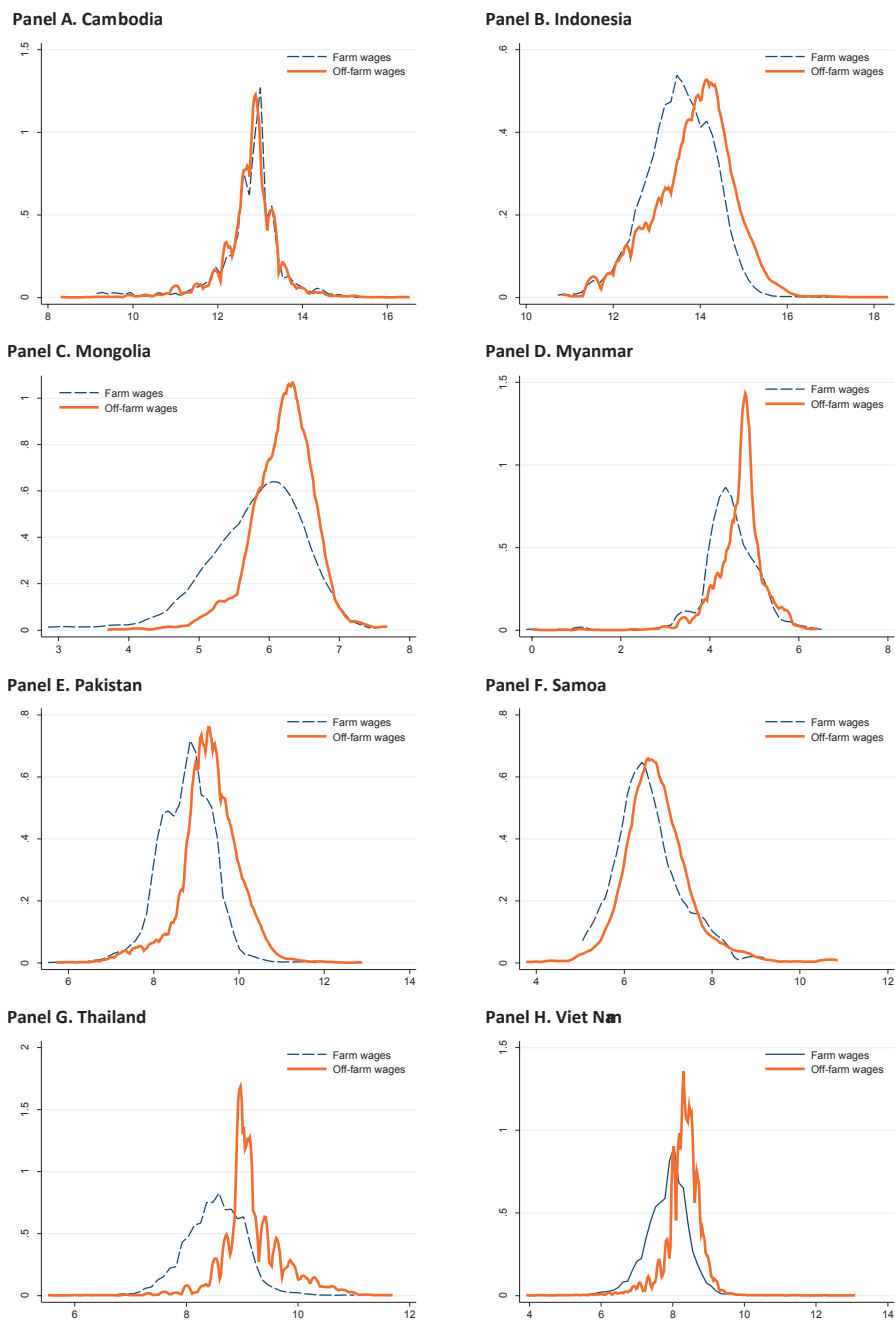 Panel A. Cambodia
Farm wages
Off-farm wages
0 .5 1 1.5
8 10 12 14 16
Panel B. Indonesia
Farm wages
Off-farm wages
0 .2 .4 .6
10 12 14 16 18
Panel C. Mongolia
Farm wages
Off-farm wages
0 .2 .4 .6 .8 1
3 4 5 6 7 8
Panel D. Myanmar
Farm wages
Off-farm wages
0 .5 1 1.5
0 2 4 6 8
Panel E. Pakistan
Farm wages
Off-farm wages
0 .2 .4 .6 .8
6 8 10 12 14
Panel F. Samoa
Farm wages
Off-farm wages
0 .2 .4 .6 .8
4 6 8 10 12
Panel G. Thailand
Farm wages
Off-farm wages
0 .5 1 1.5 2
6 8 10 12
Panel H. Viet Nam
Farm wages
Off-farm wages
0 .5 1 1.5
4 6 8 10 12 14